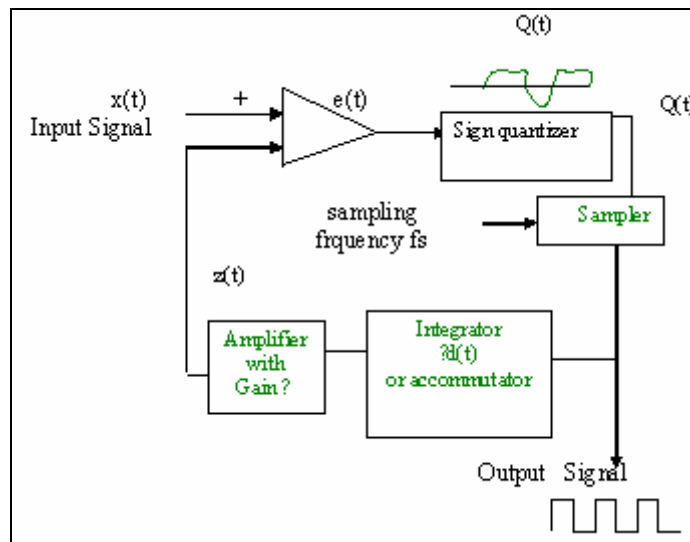 Q(t)
x(t)
+
e(t)
Q(t)
Input Signal
Sign quantizer
sampling
frquency fs
Sampler
z(t)
Amplifier
with
Gain ?
Integrator
?d(t)
or accommutator
Output Signal